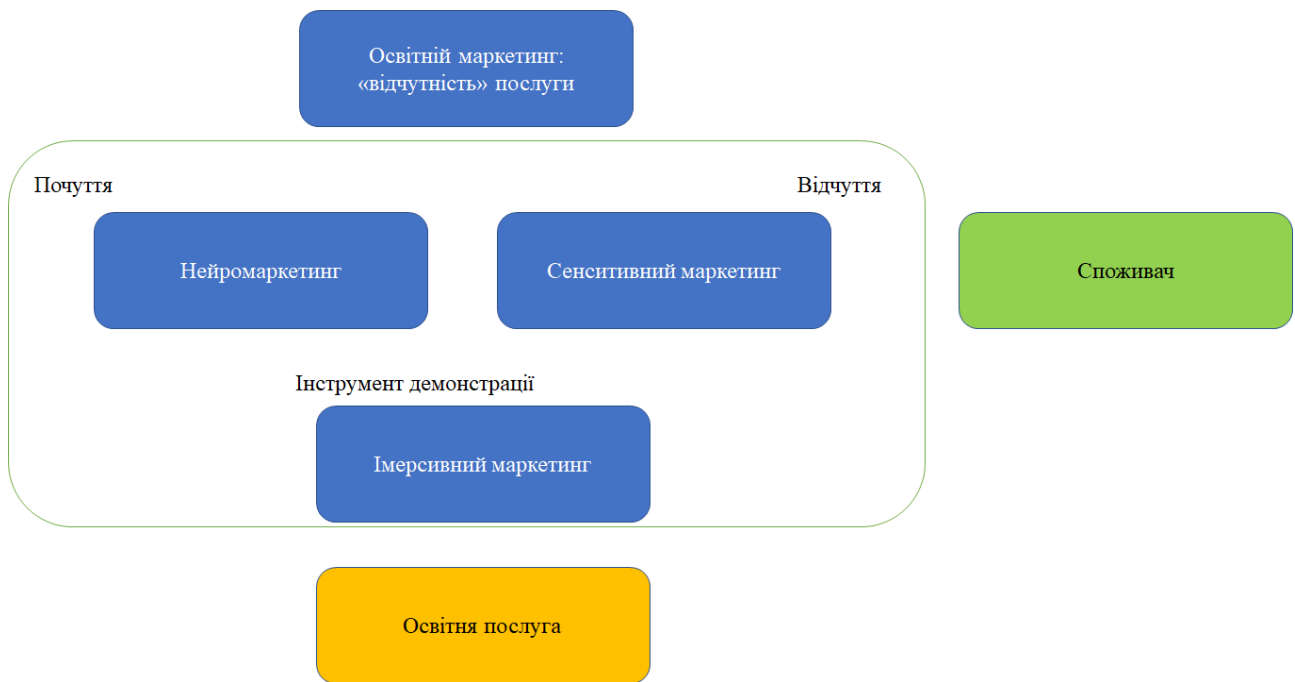 Освітній маркетинг:
«відчутність» послуги
Почуття
Відчуття
Нейромаркетинг
Сенситивний маркетинг
Споживач
Інструмент демонстрації
Імерсивний маркетинг
Освітня послуга